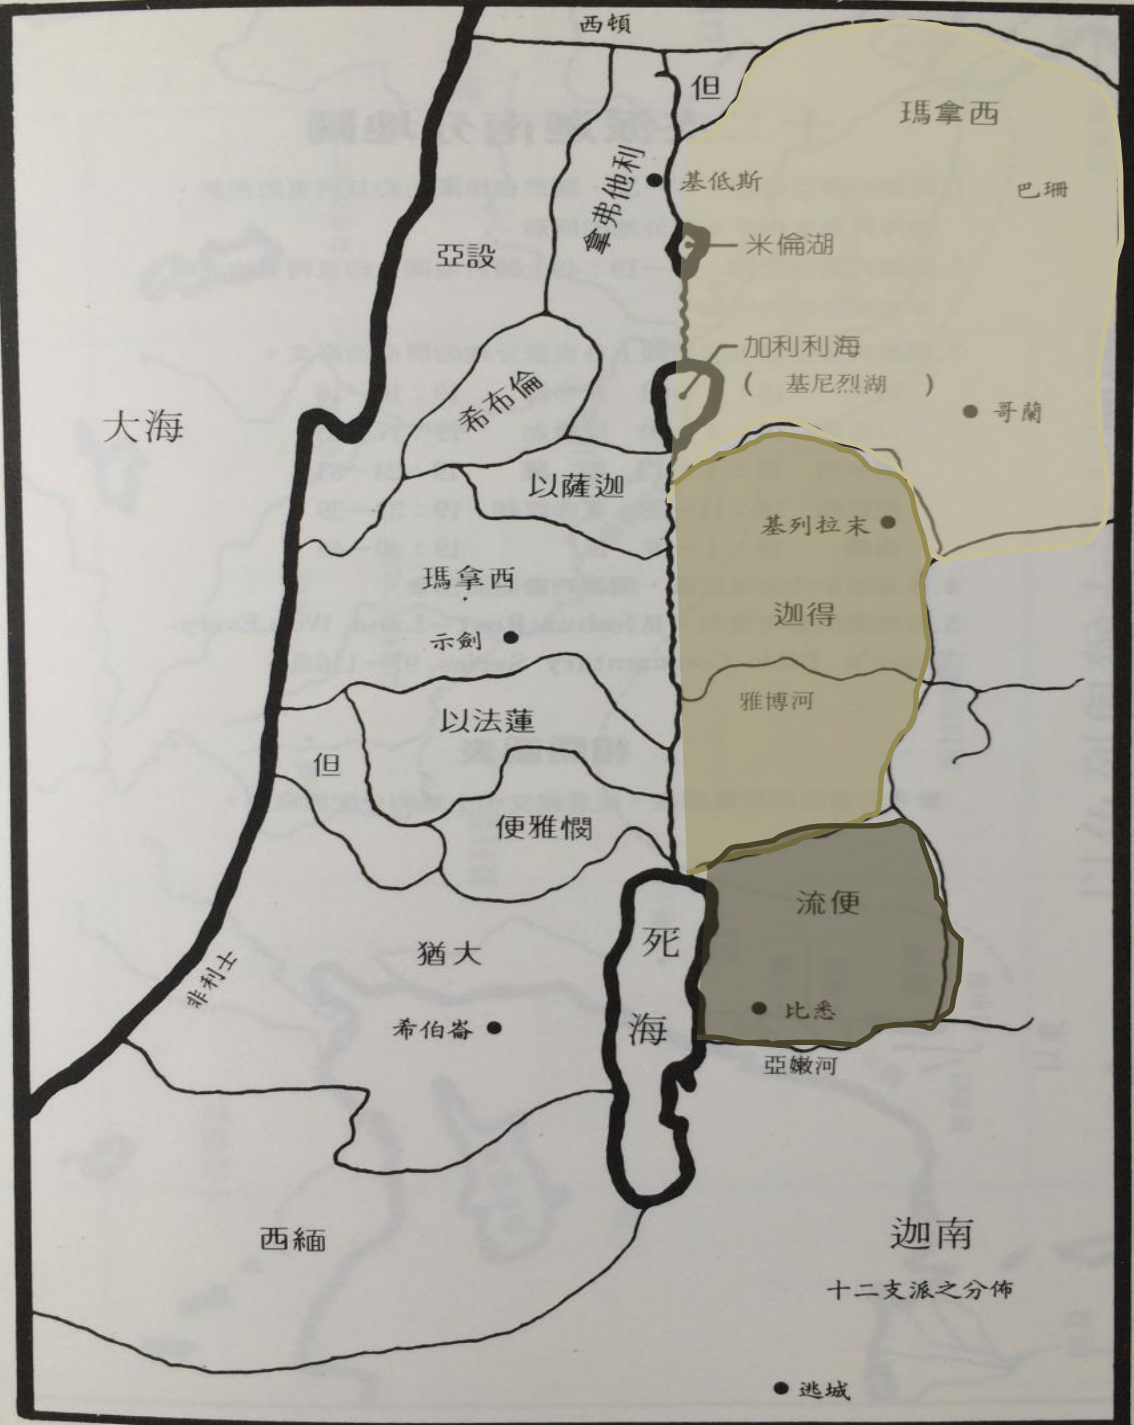 西頓
但
瑪拿西
拿弗他利
基低斯
巴珊
亞設
米倫湖
加利利海
( 基尼烈湖 )
希布倫
大海
哥蘭
以薩迦
基列拉末
瑪拿西
迦得
示劍
雅博河
以法蓮
但
便雅憫
流便
死海
猶大
非利士
希伯崙
比悉
亞嫩河
西緬
迦南
十二支派之分佈
逃城